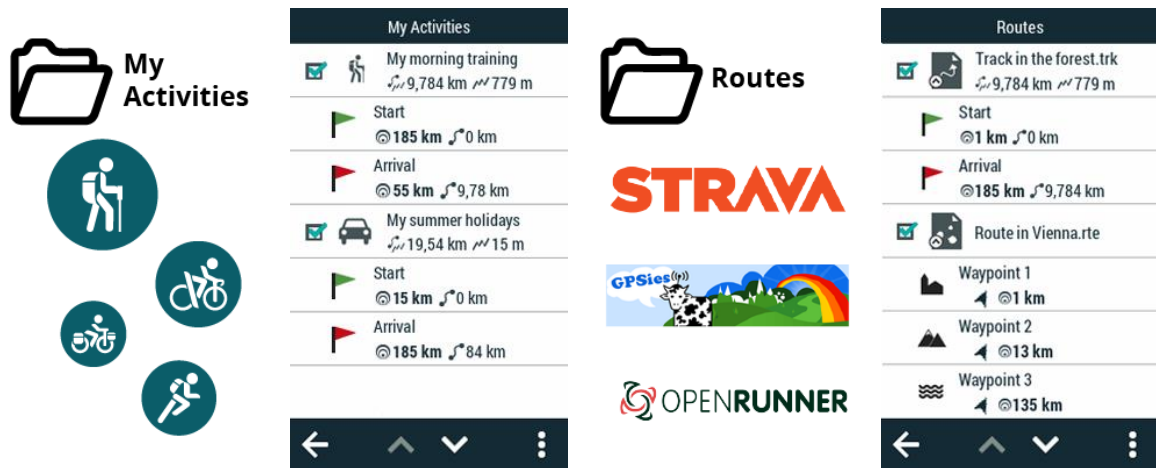 My
Activities
My Activities
My morning training
9,784 km 779 m
Start
185 km 0 km
Arrival
55 km 9,78 km
My summer holidays
19,54 km 15 m
Start
15 km 0 km
Arrival
185 km 84 km
Routes
STRAVA
GPSies
OPENRUNNER
Routes
Track in the forest.trk
9,784 km 779 m
Start
1 km 0 km
Arrival
185 km 9,784 km
Route in Vienna.rte
Waypoint 1
1 km
Waypoint 2
13 km
Waypoint 3
135 km